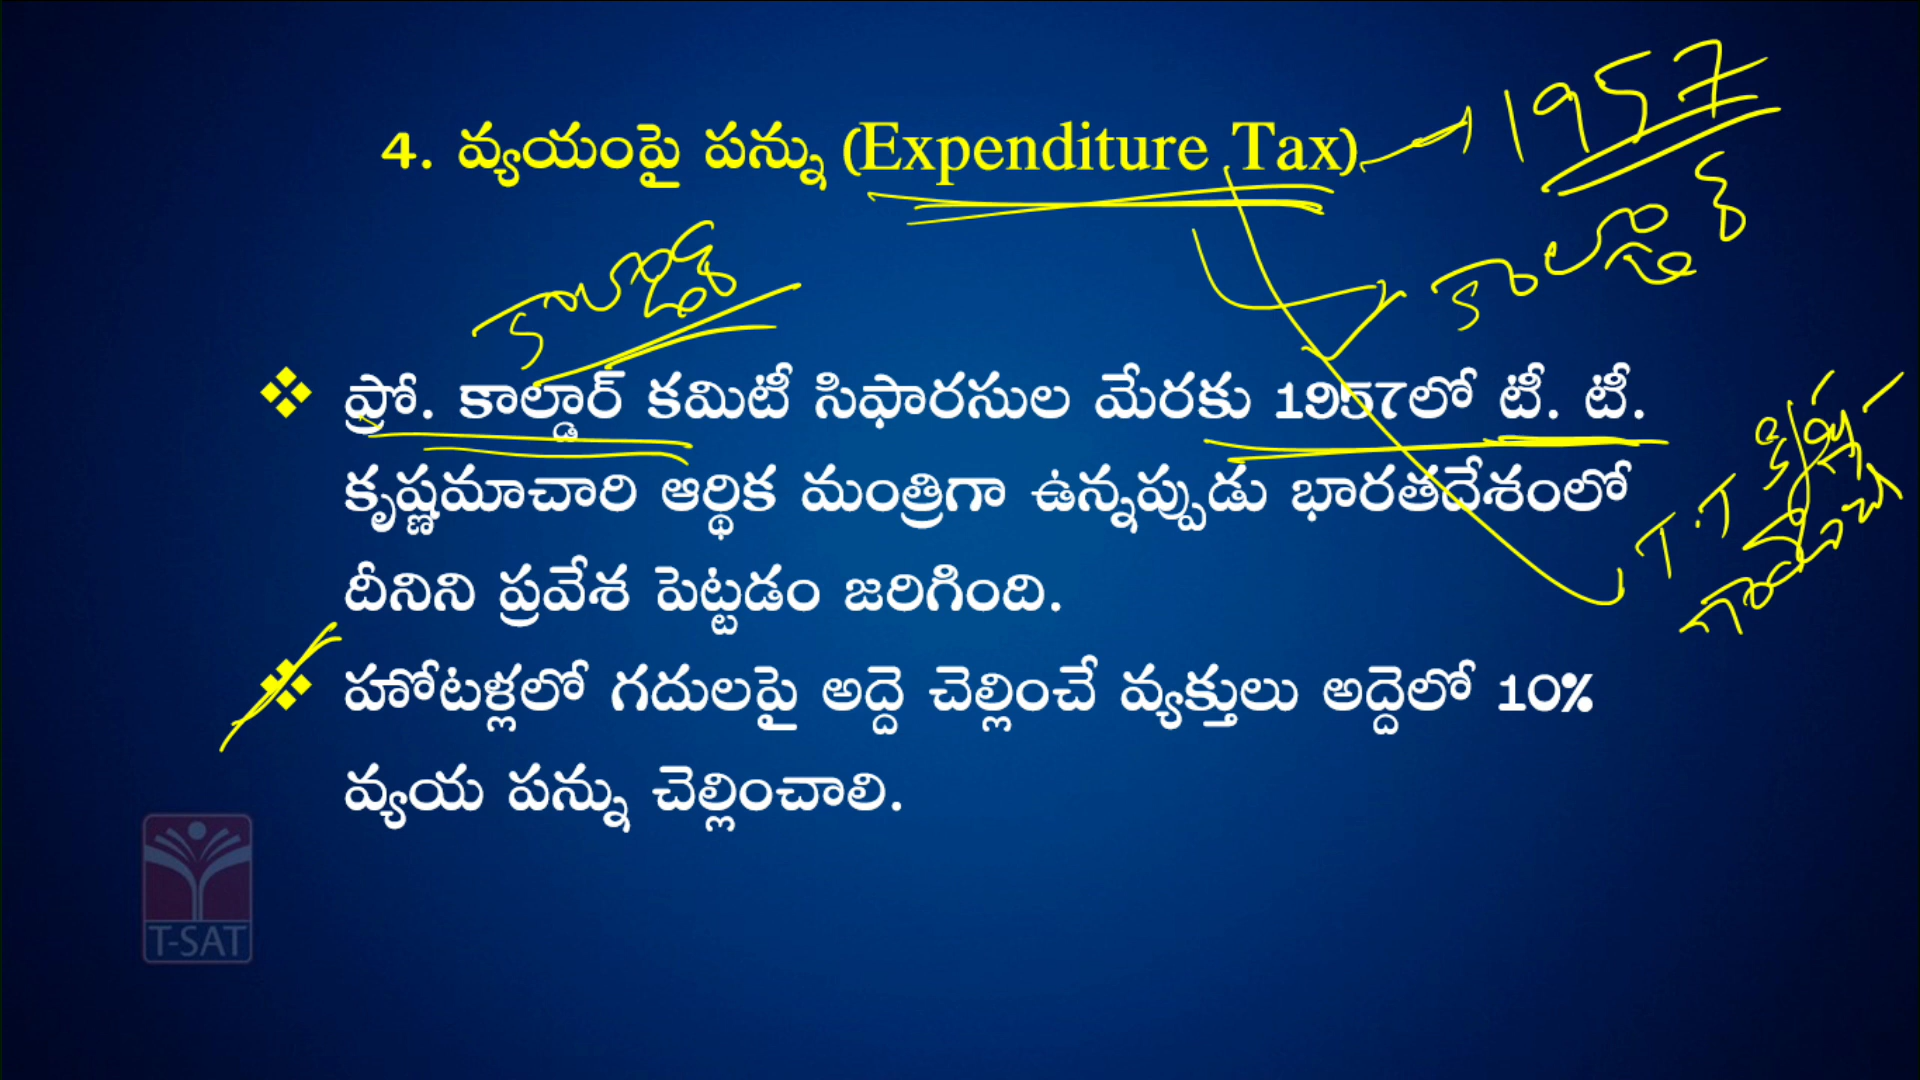 4. వ్యయంపై పన్ను (Expenditure Tax)
1957
కాల్డార్
ప్రో. కాల్డార్ కమిటీ సిఫారసుల మేరకు 1957లో టీ. టీ.
కృష్ణమాచారి ఆర్థిక మంత్రిగా ఉన్నప్పుడు భారతదేశంలో
దీనిని ప్రవేశ పెట్టడం జరిగింది.
T.T
హోటళ్లలో గదులపై అద్దె చెల్లించే వ్యక్తులు అద్దెలో 10%
వ్యయ పన్ను చెల్లించాలి.
T-SAT